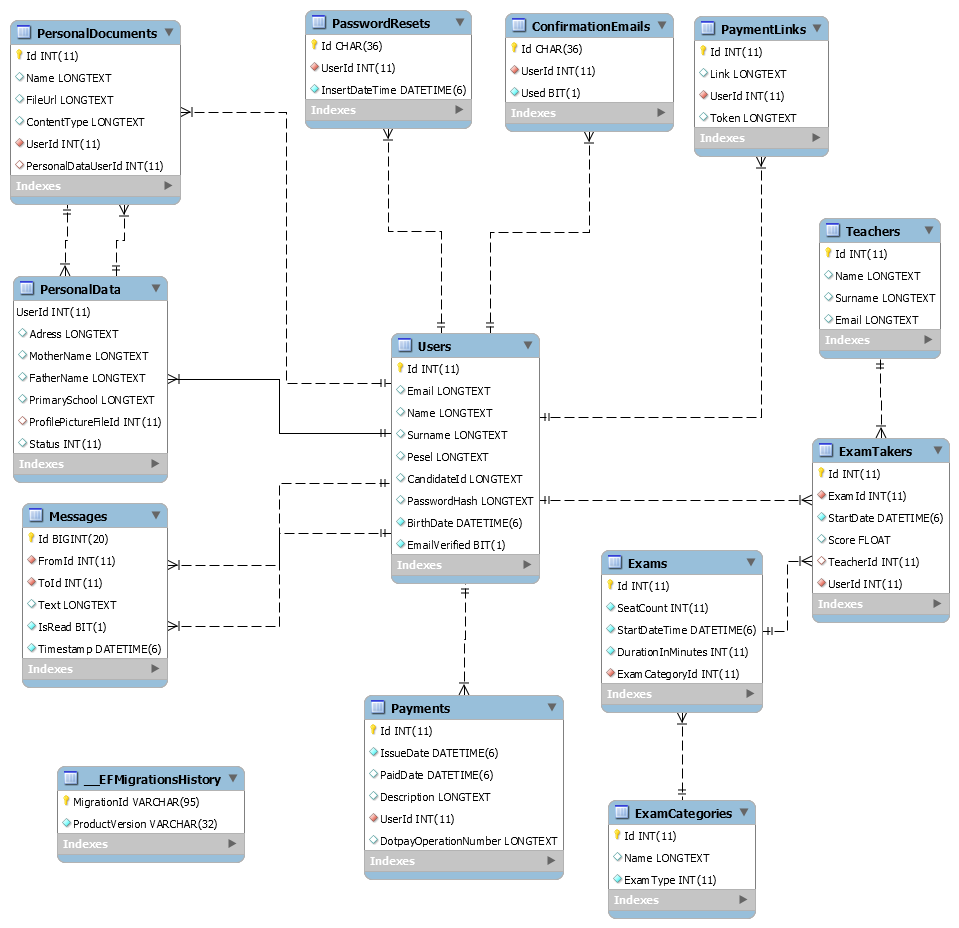 PersonalDocuments
Id INT(11)
Name LONGTEXT
FileUrl LONGTEXT
ContentType LONGTEXT
UserId INT(11)
PersonalDataUserId INT(11)
Indexes
PasswordResets
Id CHAR(36)
UserId INT(11)
InsertDateTime DATETIME(6)
Indexes
ConfirmationEmails
Id CHAR(36)
UserId INT(11)
Used BIT(1)
Indexes
PaymentLinks
Id INT(11)
Link LONGTEXT
UserId INT(11)
Token LONGTEXT
Indexes
Teachers
Id INT(11)
Name LONGTEXT
Surname LONGTEXT
Email LONGTEXT
Indexes
PersonalData
UserId INT(11)
Adress LONGTEXT
MotherName LONGTEXT
FatherName LONGTEXT
PrimarySchool LONGTEXT
ProfilePictureFileId INT(11)
Status INT(11)
Indexes
Users
Id INT(11)
Email LONGTEXT
Name LONGTEXT
Surname LONGTEXT
Pesel LONGTEXT
CandidateId LONGTEXT
PasswordHash LONGTEXT
BirthDate DATETIME(6)
EmailVerified BIT(1)
Indexes
ExamTakers
Id INT(11)
ExamId INT(11)
StartDate DATETIME(6)
Score FLOAT
TeacherId INT(11)
UserId INT(11)
Indexes
Messages
Id BIGINT(20)
FromId INT(11)
ToId INT(11)
Text LONGTEXT
IsRead BIT(1)
Timestamp DATETIME(6)
Indexes
Exams
Id INT(11)
SeatCount INT(11)
StartDateTime DATETIME(6)
DurationInMinutes INT(11)
ExamCategoryId INT(11)
Indexes
Payments
Id INT(11)
IssueDate DATETIME(6)
PaidDate DATETIME(6)
Description LONGTEXT
UserId INT(11)
DotpayOperationNumber LONGTEXT
Indexes
__EFMigrationsHistory
MigrationId VARCHAR(95)
ProductVersion VARCHAR(32)
Indexes
ExamCategories
Id INT(11)
Name LONGTEXT
ExamType INT(11)
Indexes